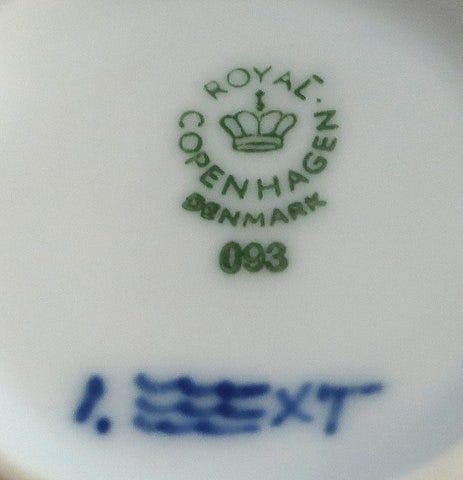 ROYAL
COPENHAGEN
DENMARK
093
1. XT